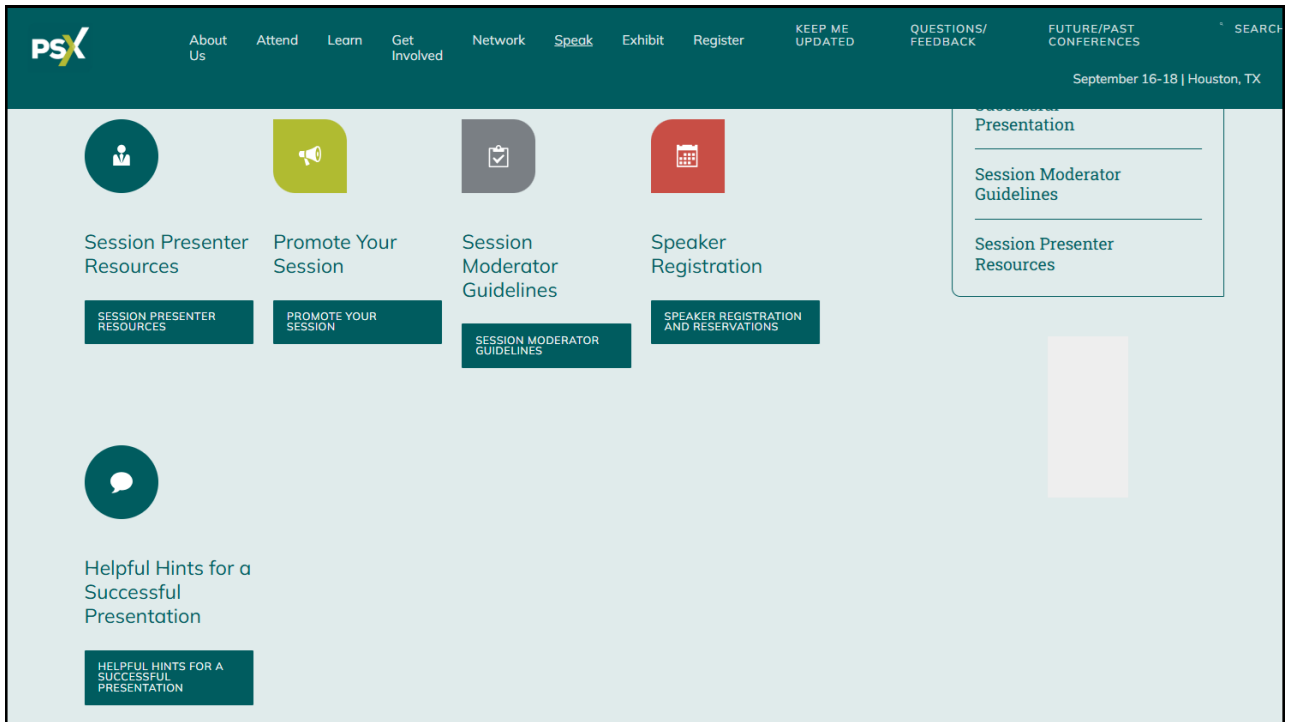 PSX
About Us
Attend
Learn
Get Involved
Network
Speak
Exhibit
Register
KEEP ME UPDATED
QUESTIONS/ FEEDBACK
FUTURE/PAST CONFERENCES
SEARCH
September 16-18 | Houston, TX
Session Presenter
Resources
SESSION PRESENTER
RESOURCES
Promote Your
Session
PROMOTE YOUR
SESSION
Session
Moderator
Guidelines
SESSION MODERATOR
GUIDELINES
Speaker
Registration
SPEAKER REGISTRATION
AND RESERVATIONS
Helpful Hints for a
Successful
Presentation
HELPFUL HINTS FOR A
SUCCESSFUL
PRESENTATION
Successful
Presentation
Session Moderator
Guidelines
Session Presenter
Resources